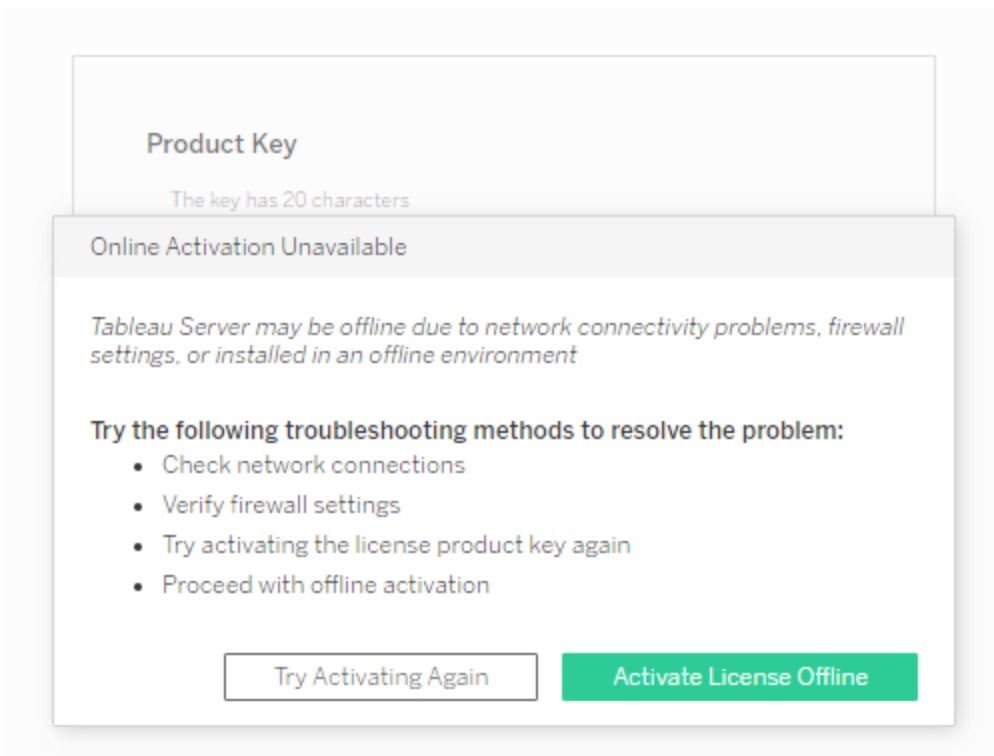 Product Key
The key has 20 characters
Online Activation Unavailable
Tableau Server may be offline due to network connectivity problems, firewall
settings, or installed in an offline environment
Try the following troubleshooting methods to resolve the problem:
• Check network connections
• Verify firewall settings
• Try activating the license product key again
• Proceed with offline activation
Try Activating Again
Activate License Offline